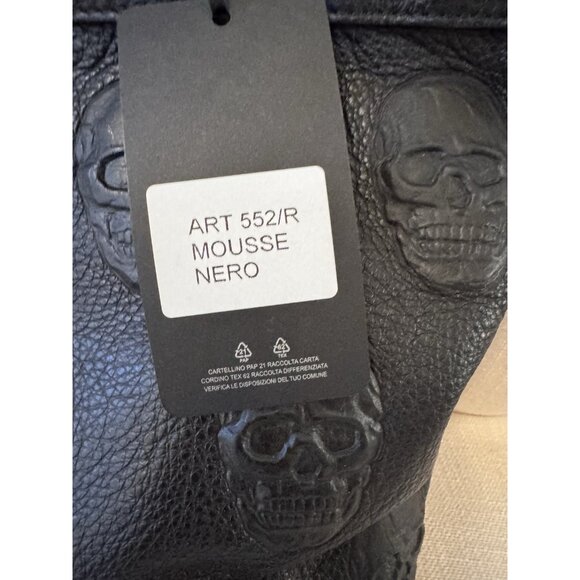 ART 552/R
MOUSSE
NERO
21
PAP
62
TEX
CARTELLINO PAP 21 RACCOLTA CARTA
CORDINO TEX 62 RACCOLTA DIFFERENZIATA
VERIFICA LE DISPOSIZIONI DEL TUO COMUNE